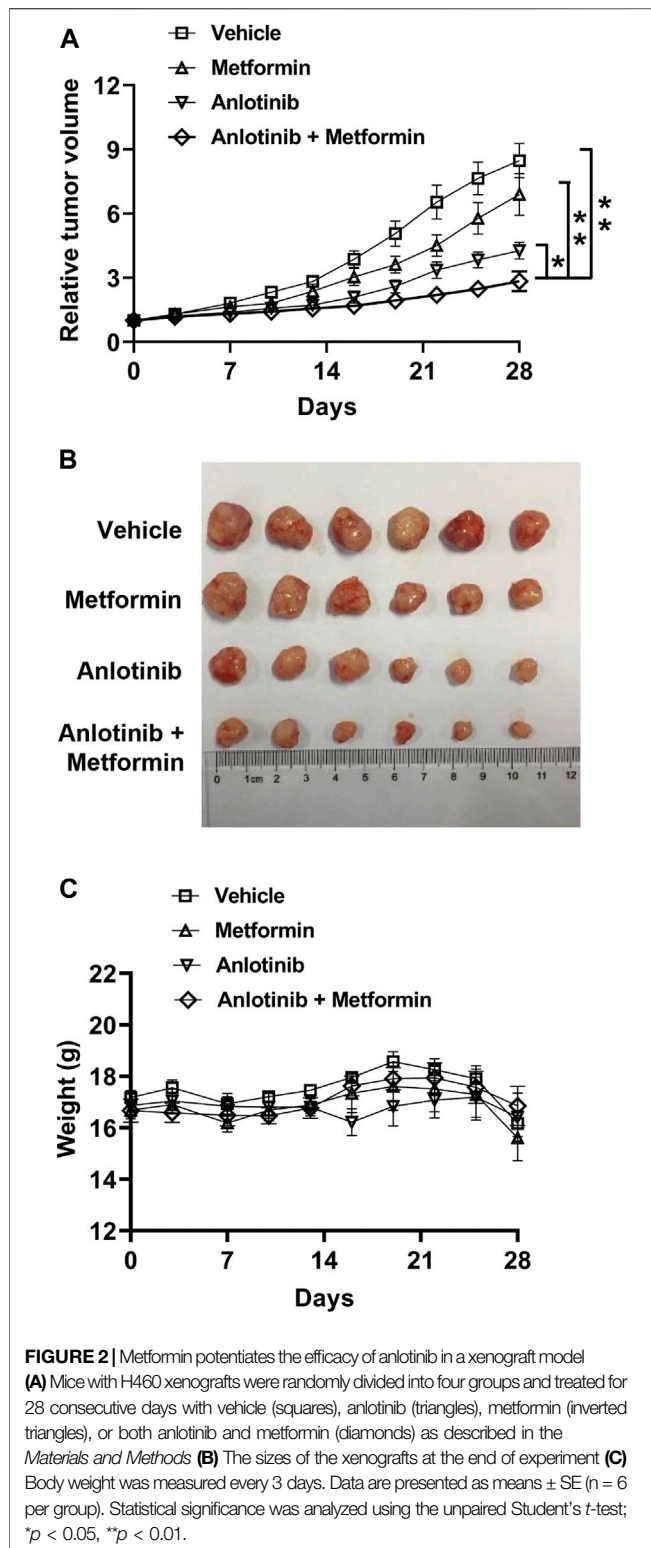 A
Vehicle
Metformin
Anlotinib
Anlotinib + Metformin
Relative tumor volume
12
9
6
3
0
0 7 14 21 28
Days
*
**
**
B
Vehicle
Metformin
Anlotinib
Anlotinib +
Metformin
0 1cm 2 3 4 5 6 7 8 9 10 11 12
C
Vehicle
Metformin
Anlotinib
Anlotinib + Metformin
Weight (g)
22
20
18
16
14
12
0 7 14 21 28
Days
FIGURE 2 | Metformin potentiates the efficacy of anlotinib in a xenograft model
(A) Mice with H460 xenografts were randomly divided into four groups and treated for
28 consecutive days with vehicle (squares), anlotinib (triangles), metformin (inverted
triangles), or both anlotinib and metformin (diamonds) as described in the
Materials and Methods (B) The sizes of the xenografts at the end of experiment (C)
Body weight was measured every 3 days. Data are presented as means ± SE (n = 6
per group). Statistical significance was analyzed using the unpaired Student's t-test;
*p < 0.05, **p < 0.01.